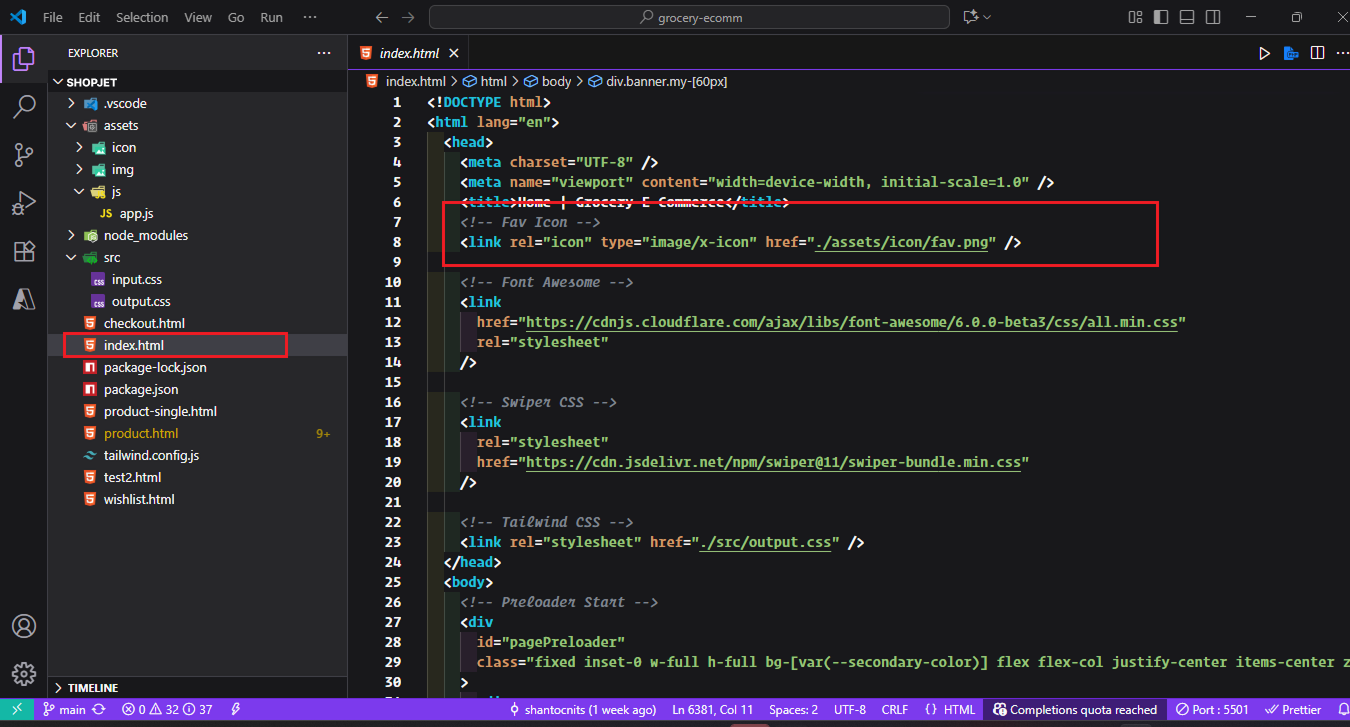 File Edit Selection View Go Run ··· grocery-ecomm
EXPLORER ···
SHOPJET
.vscode
assets
icon
img
js
JS app.js
node_modules
src
input.css
output.css
checkout.html
index.html
package-lock.json
package.json
product-single.html
product.html 9+
tailwind.config.js
test2.html
wishlist.html
TIMELINE
index.html
index.html > html > body > div.banner.my-[60px]
1 <!DOCTYPE html>
2 <html lang="en">
3 <head>
4 <meta charset="UTF-8" />
5 <meta name="viewport" content="width=device-width, initial-scale=1.0" />
6 <title>Home | Grocery E Commerce</title>
7 <!-- Fav Icon -->
8 <link rel="icon" type="image/x-icon" href="./assets/icon/fav.png" />
9
10 <!-- Font Awesome -->
11 <link
12 href="https://cdnjs.cloudflare.com/ajax/libs/font-awesome/6.0.0-beta3/css/all.min.css"
13 rel="stylesheet"
14 />
15
16 <!-- Swiper CSS -->
17 <link
18 rel="stylesheet"
19 href="https://cdn.jsdelivr.net/npm/swiper@11/swiper-bundle.min.css"
20 />
21
22 <!-- Tailwind CSS -->
23 <link rel="stylesheet" href="./src/output.css" />
24 </head>
25 <body>
26 <!-- Preloader Start -->
27 <div
28 id="pagePreloader"
29 class="fixed inset-0 w-full h-full bg-[var(--secondary-color)] flex flex-col justify-center items-center z
30 >
main 0 32 37 shantocnits (1 week ago) Ln 6381, Col 11 Spaces: 2 UTF-8 CRLF {} HTML Completions quota reached Port : 5501 Prettier